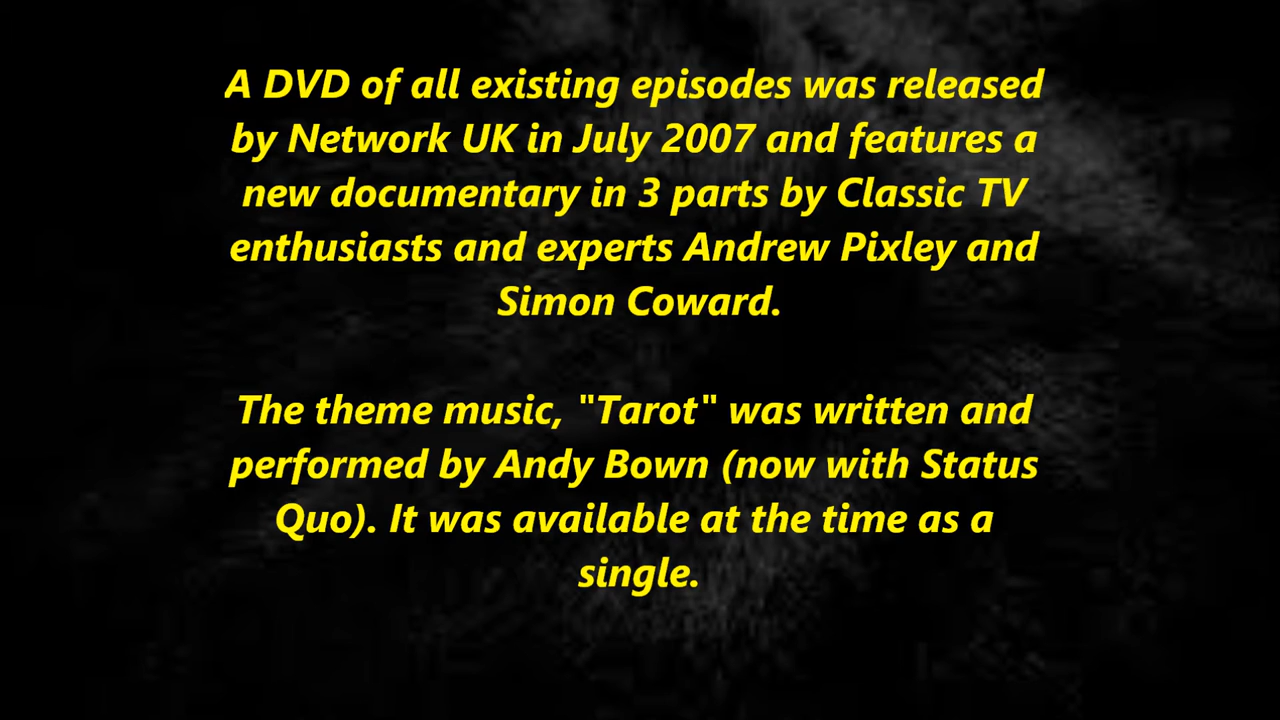 A DVD of all existing episodes was released
by Network UK in July 2007 and features a
new documentary in 3 parts by Classic TV
enthusiasts and experts Andrew Pixley and
Simon Coward.
The theme music, "Tarot" was written and
performed by Andy Bown (now with Status
Quo). It was available at the time as a
single.